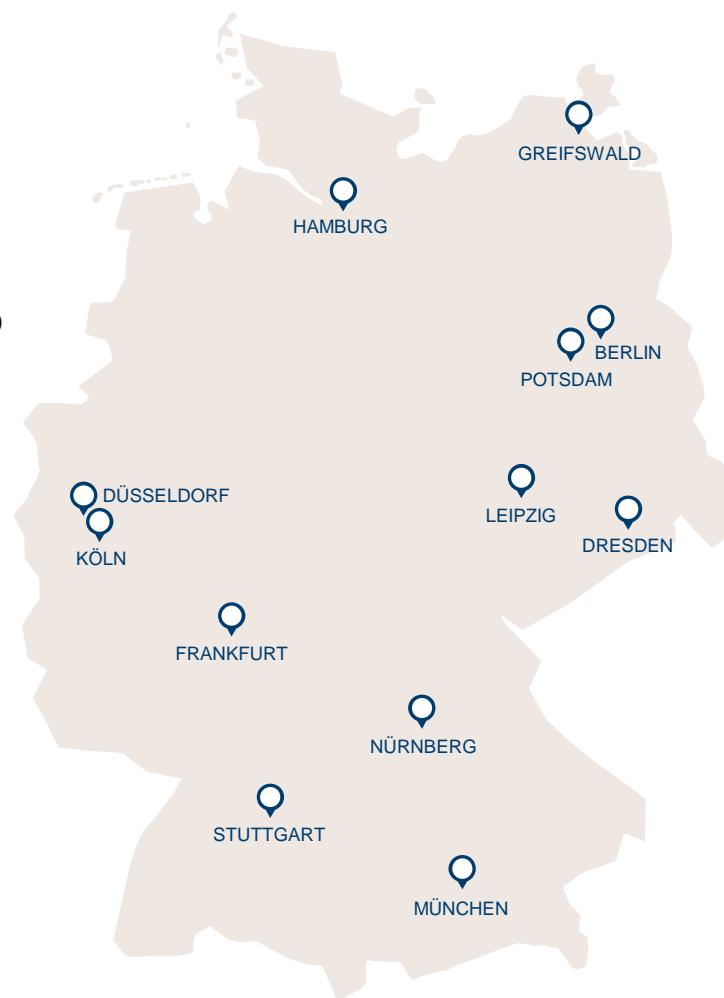 GREIFSWALD
HAMBURG
BERLIN
POTSDAM
DÜSSELDORF
LEIPZIG
DRESDEN
KÖLN
FRANKFURT
NÜRNBERG
STUTTGART
MÜNCHEN